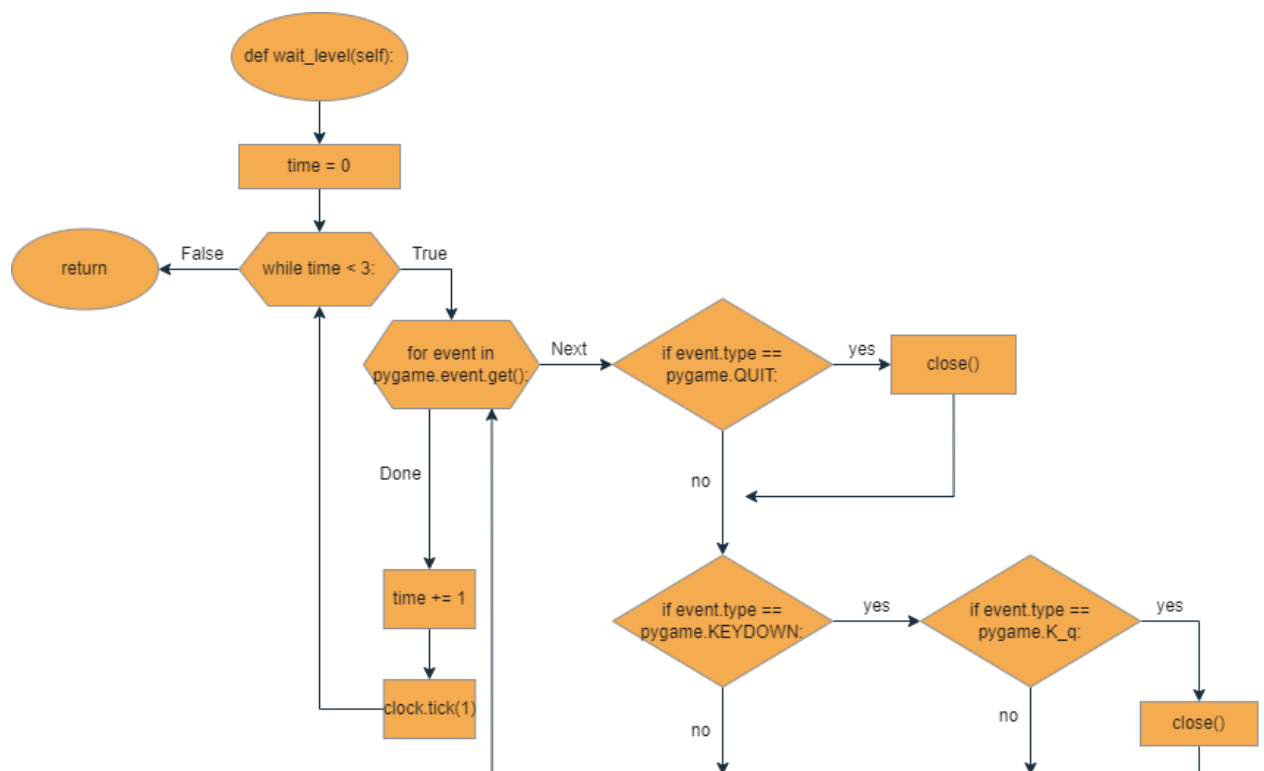 def wait_level(self):
time = 0
False
True
return
while time < 3:
for event in
pygame.event.get():
Next
if event.type ==
pygame.QUIT:
yes
close()
Done
no
time += 1
if event.type ==
pygame.KEYDOWN:
yes
if event.type ==
pygame.K_q:
yes
clock.tick(1)
no
no
close()